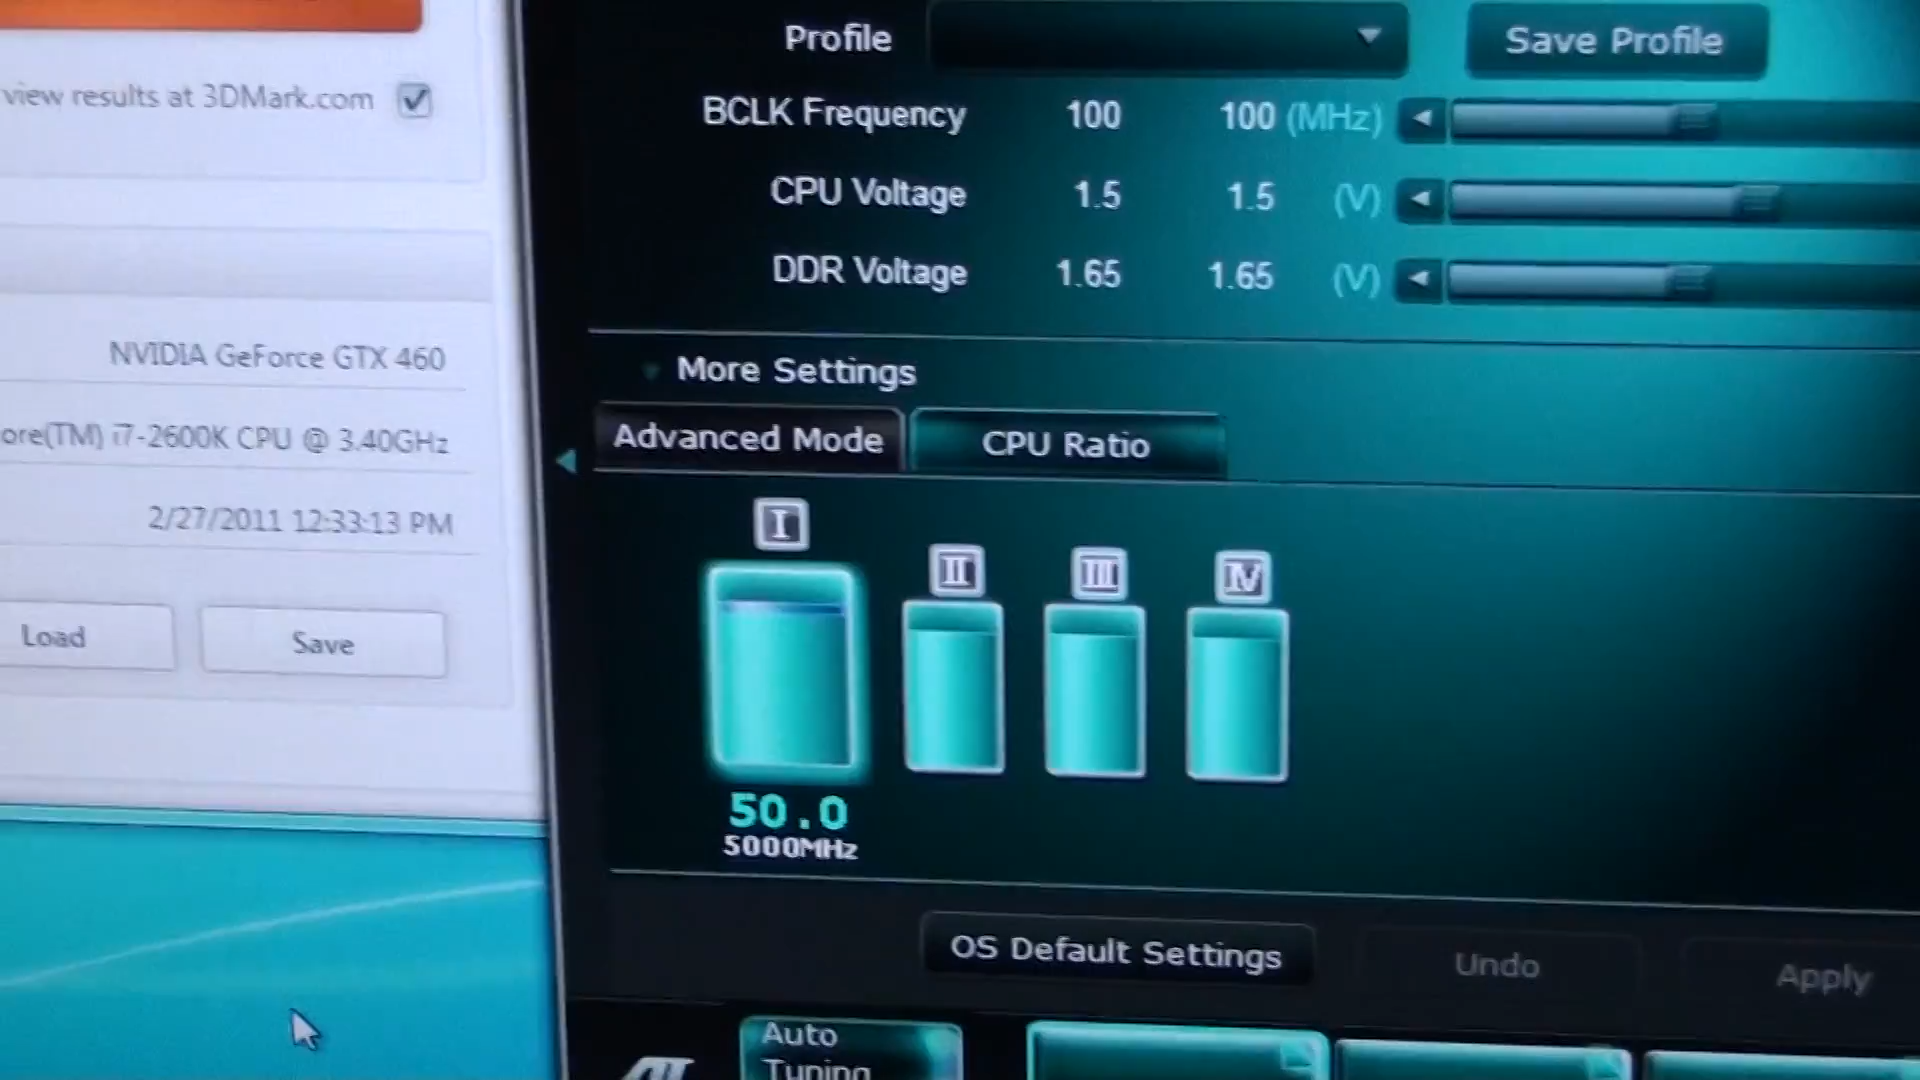 view results at 3DMark.com
NVIDIA GeForce GTX 460
ore(TM) i7-2600K CPU @ 3.40GHz
2/27/2011 12:33:13 PM
Load
Save
Profile
Save Profile
BCLK Frequency 100 100 (MHz)
CPU Voltage 1.5 1.5 (V)
DDR Voltage 1.65 1.65 (V)
More Settings
Advanced Mode
CPU Ratio
I
II
III
IV
50.0
5000MHz
OS Default Settings
Undo
Apply
Auto
Tuning